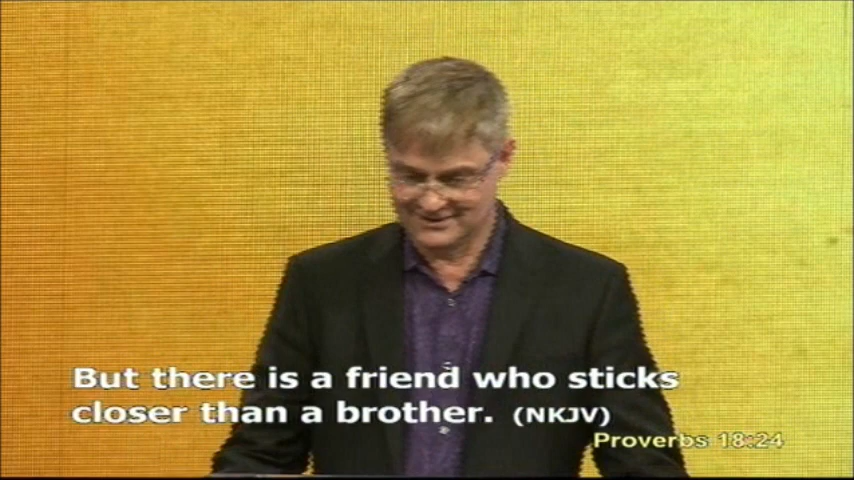 But there is a friend who sticks
closer than a brother. (NKJV)
Proverbs 18:24